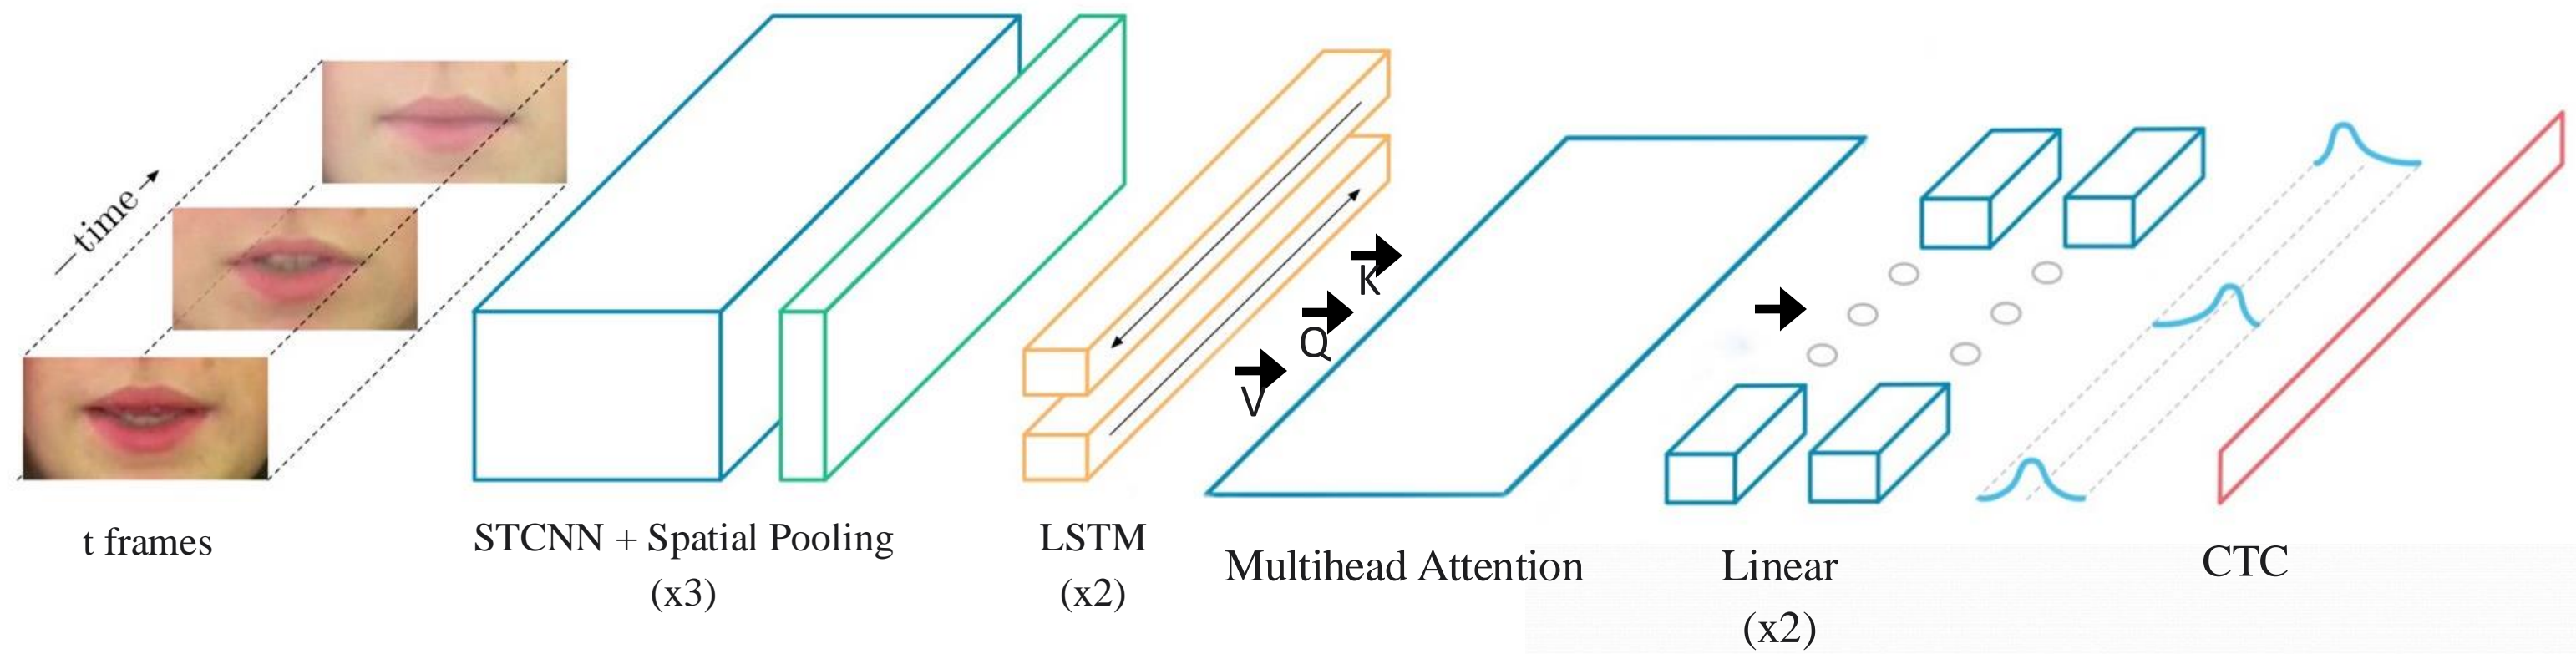 time
t frames
STCNN + Spatial Pooling
(x3)
LSTM
(x2)
V
Q
K
Multihead Attention
Linear
(x2)
CTC